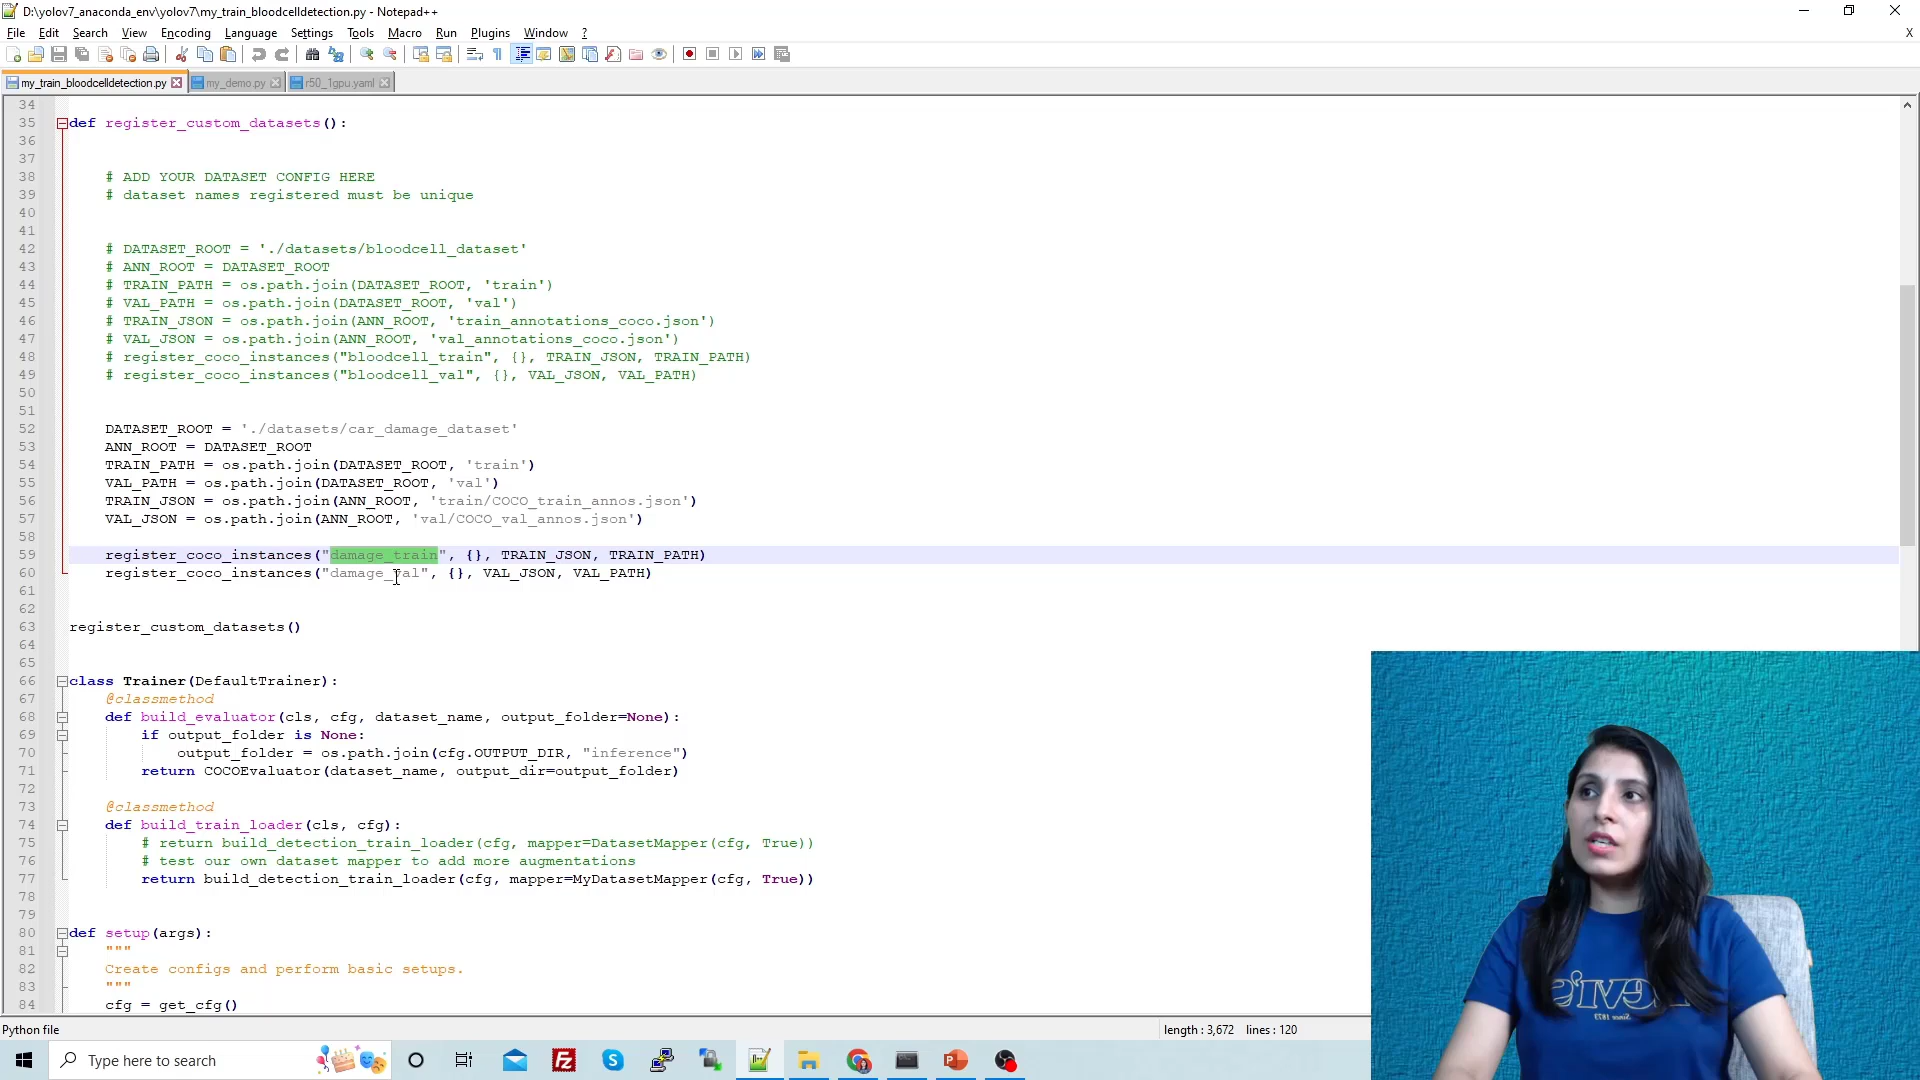 D:\yolov7_anaconda_env\yolov7\my_train_bloodcelldetection.py - Notepad++
File Edit Search View Encoding Language Settings Tools Macro Run Plugins Window ? X
my_train_bloodcelldetection.py my_demo.py r50_1gpu.yaml
34
35 def register_custom_datasets():
36
37
38 # ADD YOUR DATASET CONFIG HERE
39 # dataset names registered must be unique
40
41
42 # DATASET_ROOT = './datasets/bloodcell_dataset'
43 # ANN_ROOT = DATASET_ROOT
44 # TRAIN_PATH = os.path.join(DATASET_ROOT, 'train')
45 # VAL_PATH = os.path.join(DATASET_ROOT, 'val')
46 # TRAIN_JSON = os.path.join(ANN_ROOT, 'train_annotations_coco.json')
47 # VAL_JSON = os.path.join(ANN_ROOT, 'val_annotations_coco.json')
48 # register_coco_instances("bloodcell_train", {}, TRAIN_JSON, TRAIN_PATH)
49 # register_coco_instances("bloodcell_val", {}, VAL_JSON, VAL_PATH)
50
51
52 DATASET_ROOT = './datasets/car_damage_dataset'
53 ANN_ROOT = DATASET_ROOT
54 TRAIN_PATH = os.path.join(DATASET_ROOT, 'train')
55 VAL_PATH = os.path.join(DATASET_ROOT, 'val')
56 TRAIN_JSON = os.path.join(ANN_ROOT, 'train/COCO_train_annos.json')
57 VAL_JSON = os.path.join(ANN_ROOT, 'val/COCO_val_annos.json')
58
59 register_coco_instances("damage_train", {}, TRAIN_JSON, TRAIN_PATH)
60 register_coco_instances("damage_val", {}, VAL_JSON, VAL_PATH)
61
62
63 register_custom_datasets()
64
65
66 class Trainer(DefaultTrainer):
67 @classmethod
68 def build_evaluator(cls, cfg, dataset_name, output_folder=None):
69 if output_folder is None:
70 output_folder = os.path.join(cfg.OUTPUT_DIR, "inference")
71 return COCOEvaluator(dataset_name, output_dir=output_folder)
72
73 @classmethod
74 def build_train_loader(cls, cfg):
75 # return build_detection_train_loader(cfg, mapper=DatasetMapper(cfg, True))
76 # test our own dataset mapper to add more augmentations
77 return build_detection_train_loader(cfg, mapper=MyDatasetMapper(cfg, True))
78
79
80 def setup(args):
81 """
82 Create configs and perform basic setups.
83 """
84 cfg = get_cfg()
Python file length : 3,672 lines : 120
Type here to search
LEVI'S
Since 1873